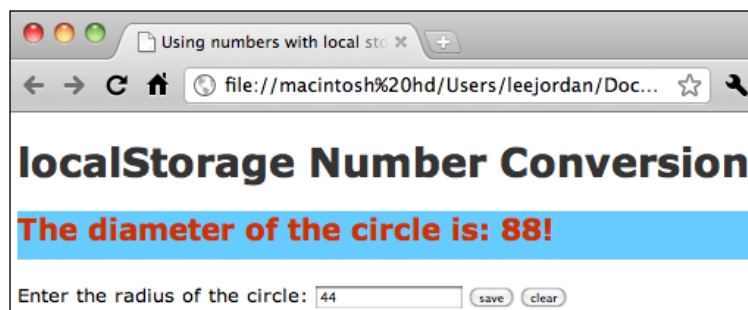 Using numbers with local sto
file://macintosh%20hd/Users/leejordan/Doc...
localStorage Number Conversion
The diameter of the circle is: 88!
Enter the radius of the circle: 44 save clear